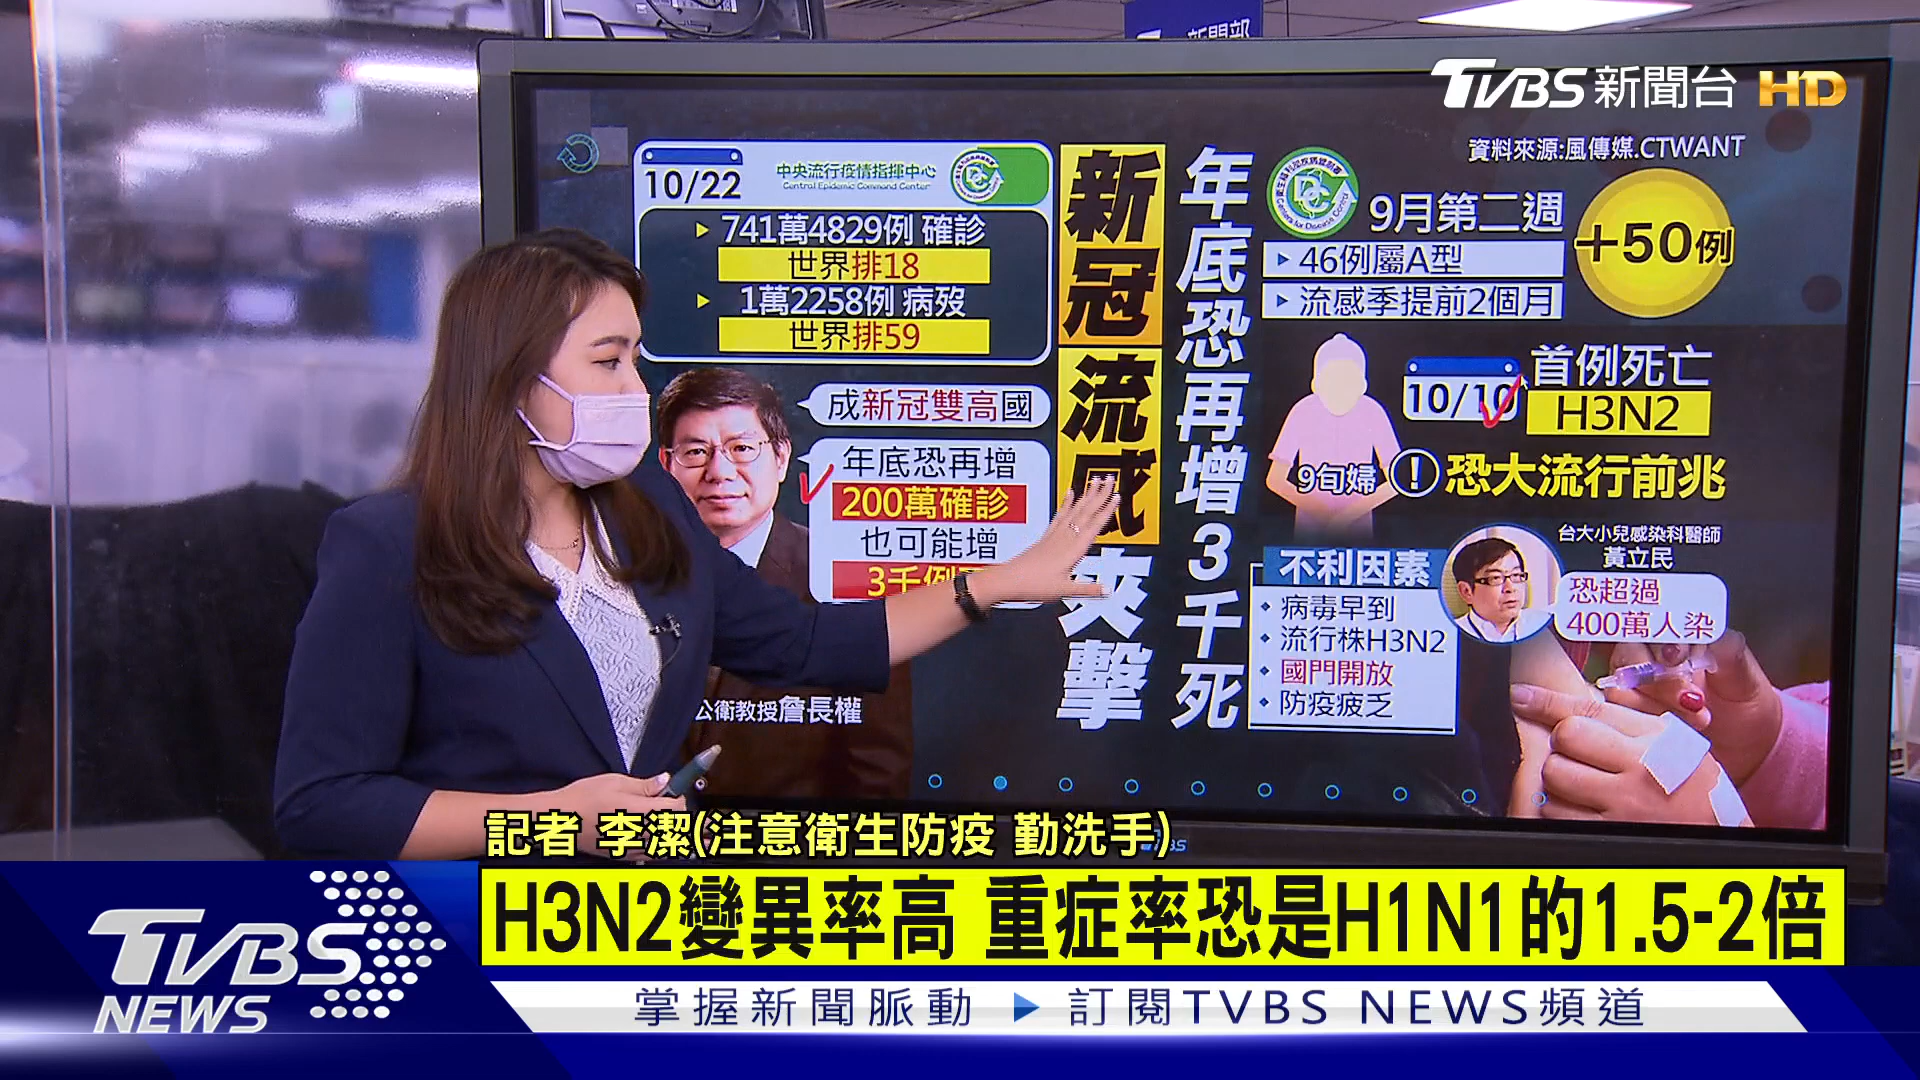 新聞部
TVBS新聞台 HD
資料來源:風傳媒.CTWANT
10/22
中央流行疫情指揮中心
Central Epidemic Command Center
741萬4829例 確診
世界排18
1萬2258例 病歿
世界排59
成新冠雙高國
年底恐再增
200萬確診
也可能增
3千例
公衛教授詹長權
新冠流感夾擊
年底恐再增3千死
9月第二週
+50例
46例屬A型
流感季提前2個月
10/10
首例死亡
H3N2
9旬婦
! 恐大流行前兆
不利因素
病毒早到
流行株H3N2
國門開放
防疫疲乏
台大小兒感染科醫師
黃立民
恐超過
400萬人染
記者 李潔(注意衛生防疫 勤洗手)
H3N2變異率高 重症率恐是H1N1的1.5-2倍
TVBS
NEWS
掌握新聞脈動 ▶ 訂閱TVBS NEWS頻道